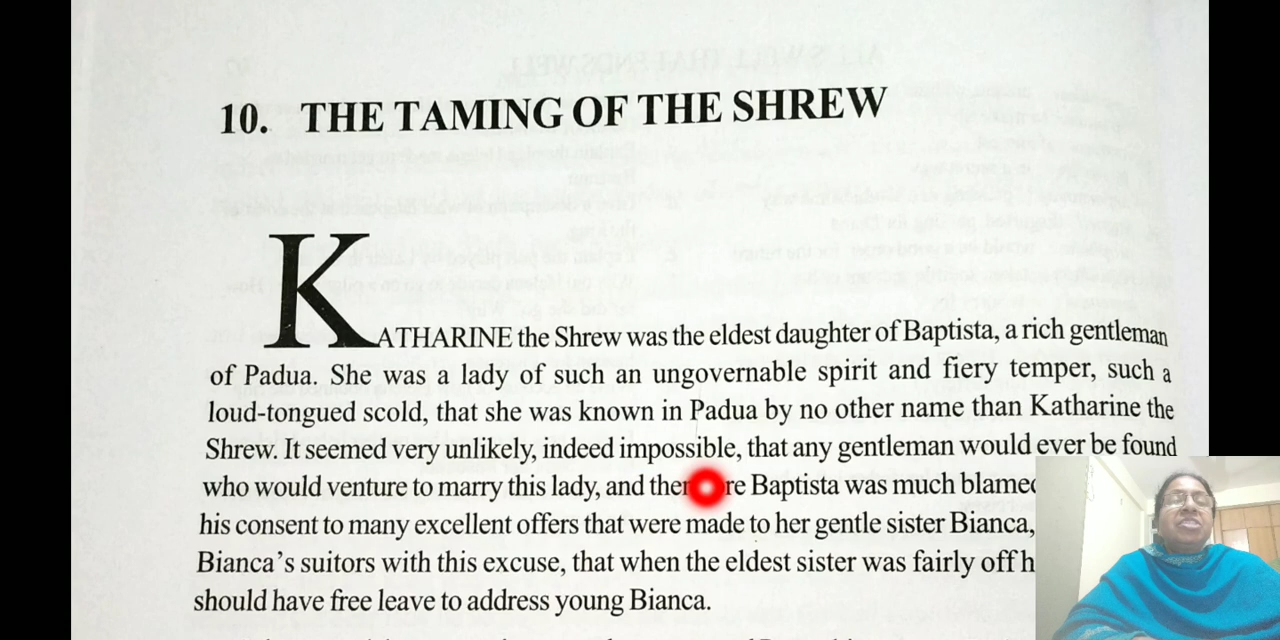 10. THE TAMING OF THE SHREW
KATHARINE the Shrew was the eldest daughter of Baptista, a rich gentleman
of Padua. She was a lady of such an ungovernable spirit and fiery temper, such a
loud-tongued scold, that she was known in Padua by no other name than Katharine the
Shrew. It seemed very unlikely, indeed impossible, that any gentleman would ever be found
who would venture to marry this lady, and Baptista was much blamed
his consent to many excellent offers that were made to her gentle sister Bianca,
Bianca's suitors with this excuse, that when the eldest sister was fairly off
should have free leave to address young Bianca.